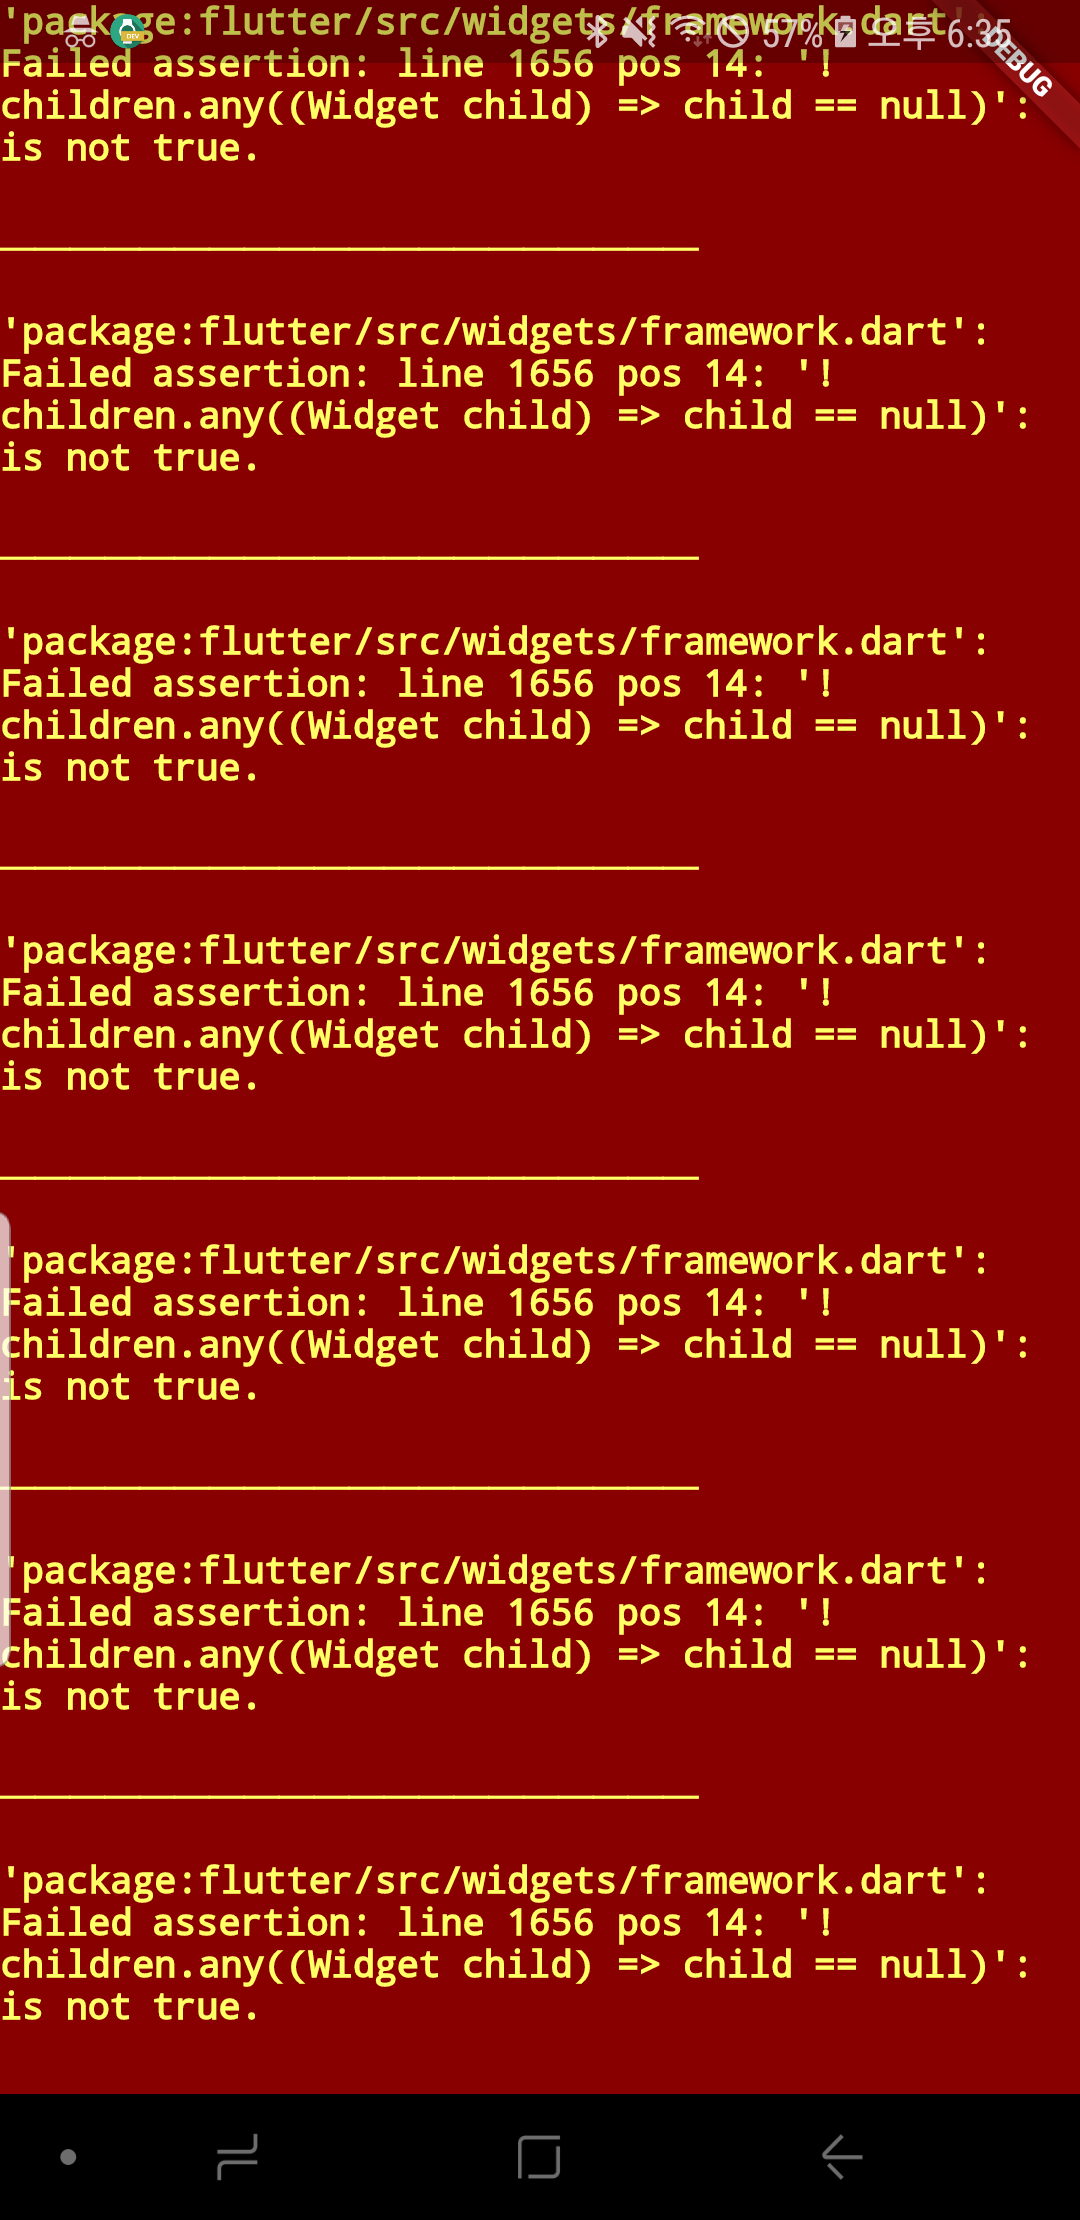 'package:flutter/src/widgets/framework.dart':
57% 오후 6:35
DEBUG
DEV
Failed assertion: line 1656 pos 14: '!
children.any((Widget child) => child == null)':
is not true.
'package:flutter/src/widgets/framework.dart':
Failed assertion: line 1656 pos 14: '!
children.any((Widget child) => child == null)':
is not true.
'package:flutter/src/widgets/framework.dart':
Failed assertion: line 1656 pos 14: '!
children.any((Widget child) => child == null)':
is not true.
'package:flutter/src/widgets/framework.dart':
Failed assertion: line 1656 pos 14: '!
children.any((Widget child) => child == null)':
is not true.
'package:flutter/src/widgets/framework.dart':
Failed assertion: line 1656 pos 14: '!
children.any((Widget child) => child == null)':
is not true.
'package:flutter/src/widgets/framework.dart':
Failed assertion: line 1656 pos 14: '!
children.any((Widget child) => child == null)':
is not true.
'package:flutter/src/widgets/framework.dart':
Failed assertion: line 1656 pos 14: '!
children.any((Widget child) => child == null)':
is not true.